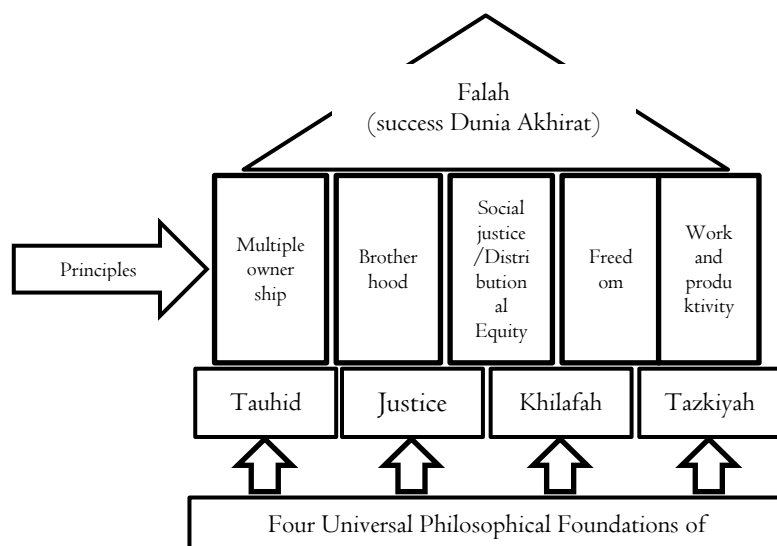 Falah
(success Dunia Akhirat)
Principles
Multiple
owner
ship
Brother
hood
Social
justice
/Distri
bution
al
Equity
Freed
om
Work
and
produ
ktivity
Tauhid
Justice
Khilafah
Tazkiyah
Four Universal Philosophical Foundations of